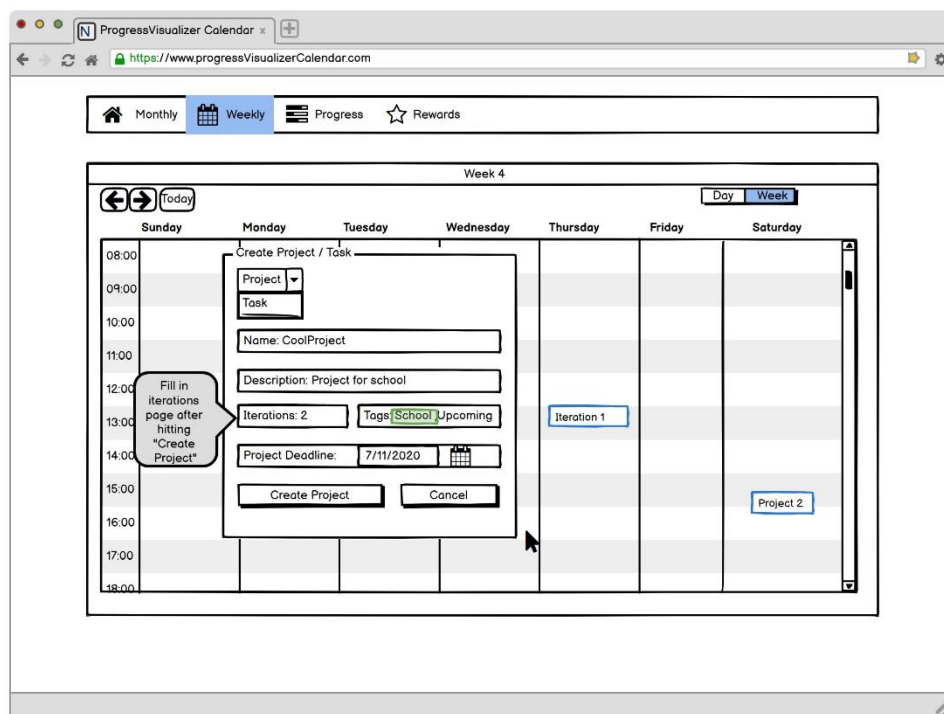 ProgressVisualizer Calendar x
https://www.progressVisualizerCalendar.com
Monthly Weekly Progress Rewards
Week 4
Today Day Week
Sunday Monday Tuesday Wednesday Thursday Friday Saturday
08:00
09:00
10:00
11:00
12:00
13:00
14:00
15:00
16:00
17:00
18:00
Create Project / Task
Project
Task
Name: CoolProject
Description: Project for school
Iterations: 2 Tags: School Upcoming
Project Deadline: 7/11/2020
Create Project Cancel
Fill in
iterations
page after
hitting
"Create
Project"
Iteration 1
Project 2